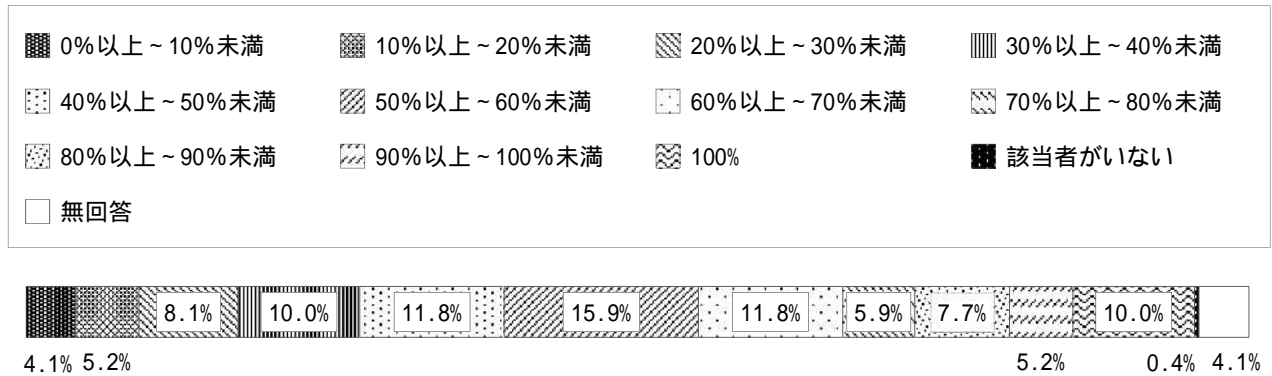 0%以上~10%未満 10%以上~20%未満 20%以上~30%未満 30%以上~40%未満
40%以上~50%未満 50%以上~60%未満 60%以上~70%未満 70%以上~80%未満
80%以上~90%未満 90%以上~100%未満 100% 該当者がいない
無回答
8.1% 10.0% 11.8% 15.9% 11.8% 5.9% 7.7% 10.0%
4.1% 5.2% 5.2% 0.4% 4.1%